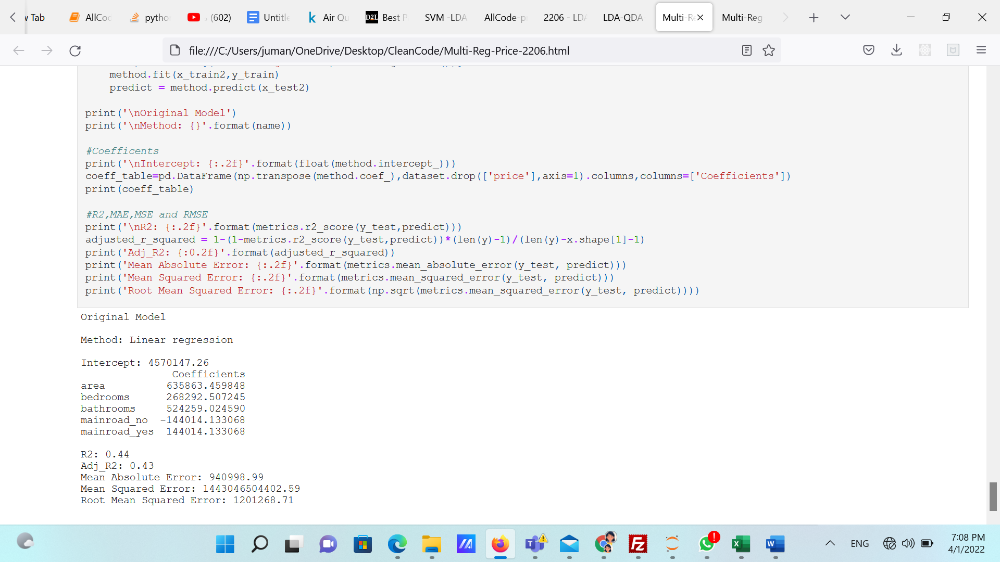 Tab
AllCo
pytho
(602)
Untitle
Air Qu
D2L Best P
SVM -LDA
AllCode-p
2206 - LDA
LDA-QDA-
Multi-Re
Multi-Reg-
file:///C:/Users/juman/OneDrive/Desktop/CleanCode/Multi-Reg-Price-2206.html
method.fit(x_train2,y_train)
predict = method.predict(x_test2)
print('\nOriginal Model')
print('\nMethod: {}'.format(name))
#Coefficents
print('\nIntercept: {:.2f}'.format(float(method.intercept_)))
coeff_table=pd.DataFrame(np.transpose(method.coef_),dataset.drop(['price'],axis=1).columns,columns=['Coefficients'])
print(coeff_table)
#R2,MAE,MSE and RMSE
print('\nR2: {:.2f}'.format(metrics.r2_score(y_test,predict)))
adjusted_r_squared = 1-(1-metrics.r2_score(y_test,predict))*(len(y)-1)/(len(y)-x.shape[1]-1)
print('Adj_R2: {:0.2f}'.format(adjusted_r_squared))
print('Mean Absolute Error: {:.2f}'.format(metrics.mean_absolute_error(y_test, predict)))
print('Mean Squared Error: {:.2f}'.format(metrics.mean_squared_error(y_test, predict)))
print('Root Mean Squared Error: {:.2f}'.format(np.sqrt(metrics.mean_squared_error(y_test, predict))))
Original Model
Method: Linear regression
Intercept: 4570147.26
Coefficients
area 635863.459848
bedrooms 268292.507245
bathrooms 524259.024590
mainroad_no -144014.133068
mainroad_yes 144014.133068
R2: 0.44
Adj_R2: 0.43
Mean Absolute Error: 940998.99
Mean Squared Error: 1443046504402.59
Root Mean Squared Error: 1201268.71
ENG
7:08 PM
4/1/2022